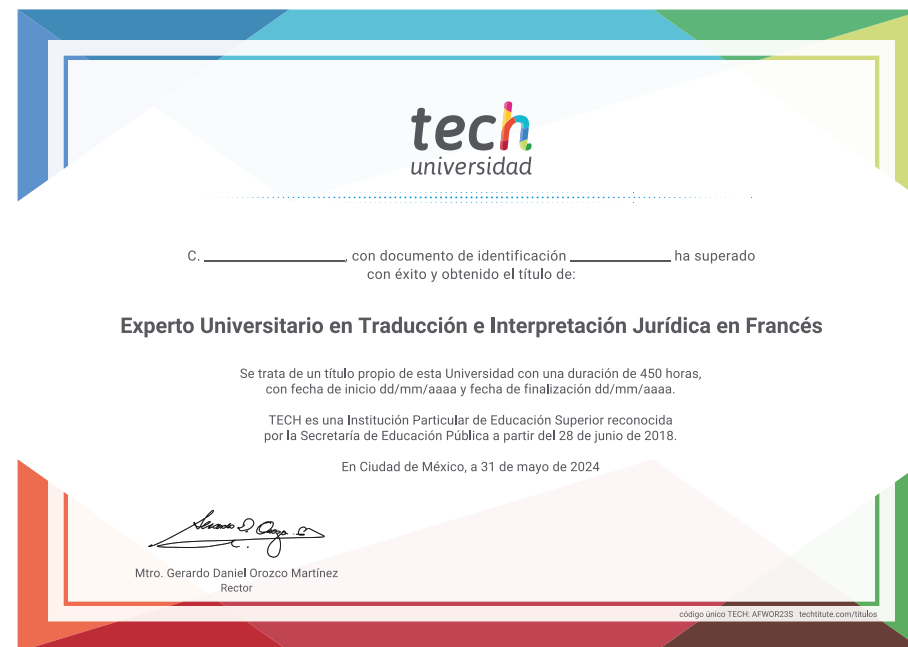 tech
universidad
C. ____________, con documento de identificación ____________ ha superado
con éxito y obtenido el título de:
Experto Universitario en Traducción e Interpretación Jurídica en Francés
Se trata de un título propio de esta Universidad con una duración de 450 horas,
con fecha de inicio dd/mm/aaaa y fecha de finalización dd/mm/aaaa.
TECH es una Institución Particular de Educación Superior reconocida
por la Secretaría de Educación Pública a partir del 28 de junio de 2018.
En Ciudad de México, a 31 de mayo de 2024
Mtro. Gerardo Daniel Orozco Martínez
Rector
código único TECH: AFWOR23S techtitute.com/titulos